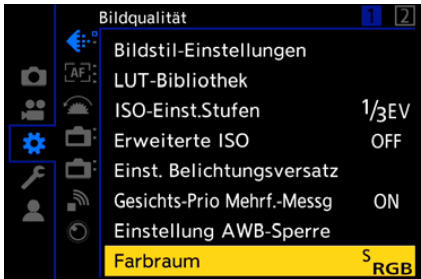 Bildqualität 1 2
AF
Bildstil-Einstellungen
LUT-Bibliothek
ISO-Einst.Stufen 1/3EV
Erweiterte ISO OFF
Einst. Belichtungsversatz
Gesichts-Prio Mehrf.-Messg ON
Einstellung AWB-Sperre
Farbraum sRGB